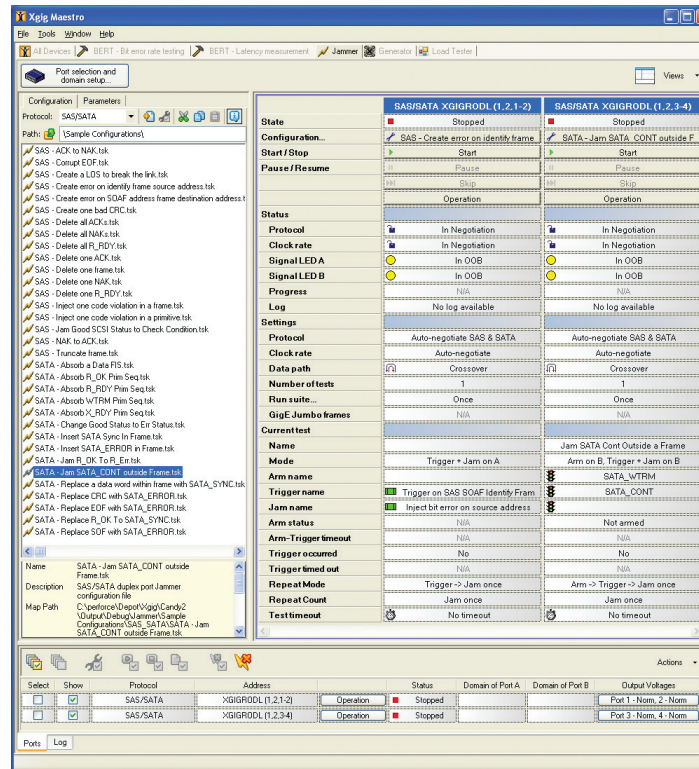 Xgig Maestro
File Tools Window Help
All Devices BERT - Bit error rate testing BERT - Latency measurement Jammer Generator Load Tester
Port selection and
domain setup...
Views
Configuration Parameters
Protocol: SAS/SATA
Path: \Sample Configurations\
SAS - ACK to NAK.tsk
SAS - Corrupt EOF.tsk
SAS - Create a LOS to break the link.tsk
SAS - Create error on identify frame source address.tsk
SAS - Create error on SOAF address frame destination address.t
SAS - Create one bad CRC.tsk
SAS - Delete all ACKs.tsk
SAS - Delete all NAKs.tsk
SAS - Delete all R_RDY.tsk
SAS - Delete one ACK.tsk
SAS - Delete one frame.tsk
SAS - Delete one NAK.tsk
SAS - Delete one R_RDY.tsk
SAS - Inject one code violation in a frame.tsk
SAS - Inject one code violation in a primitive.tsk
SAS - Jam Good SCSI Status to Check Condition.tsk
SAS - NAK to ACK.tsk
SAS - Truncate frame.tsk
SATA - Absorb a Data FIS.tsk
SATA - Absorb R_OK Prim Seq.tsk
SATA - Absorb R_RDY Prim Seq.tsk
SATA - Absorb WTRM Prim Seq.tsk
SATA - Absorb X_RDY Prim Seq.tsk
SATA - Change Good Status to Err Status.tsk
SATA - Insert SATA Sync In Frame.tsk
SATA - Insert SATA_ERROR in Frame.tsk
SATA - Jam R_OK To R_Err.tsk
SATA - Jam SATA_CONT outside Frame.tsk
SATA - Replace a data word within frame with SATA_SYNC.tsk
SATA - Replace CRC with SATA_ERROR.tsk
SATA - Replace EOF with SATA_ERROR.tsk
SATA - Replace R_OK To SATA_SYNC.tsk
SATA - Replace SOF with SATA_ERROR.tsk
Name SATA - Jam SATA_CONT outside
Frame.tsk
Description SAS/SATA duplex port Jammer
configuration file
Map Path C:\perforce\Depot\Xgig\Candy2
\Output\Debug\Jammer\Sample
Configurations\SAS_SATA\SATA - Jam
SATA_CONT outside Frame.tsk
SAS/SATA XGIGRODL (1,2,1-2) SAS/SATA XGIGRODL (1,2,3-4)
State Stopped Stopped
Configuration... SAS - Create error on identify frame SATA - Jam SATA_CONT outside F
Start / Stop Start Start
Pause / Resume Pause Pause
Skip Skip
Operation Operation
Status
Protocol In Negotiation In Negotiation
Clock rate In Negotiation In Negotiation
Signal LED A In OOB In OOB
Signal LED B In OOB In OOB
Progress N/A N/A
Log No log available No log available
Settings
Protocol Auto-negotiate SAS & SATA Auto-negotiate SAS & SATA
Clock rate Auto-negotiate Auto-negotiate
Data path Crossover Crossover
Number of tests 1 1
Run suite... Once Once
GigE Jumbo frames N/A N/A
Current test
Name Jam SATA Cont Outside a Frame
Mode Trigger + Jam on A Arm on B, Trigger + Jam on B
Arm name SATA_WTRM
Trigger name Trigger on SAS SOAF Identify Fram SATA_CONT
Jam name Inject bit error on source address
Arm status N/A Not armed
Arm-Trigger timeout N/A N/A
Trigger occurred No No
Trigger timed out N/A N/A
Repeat Mode Trigger -> Jam once Arm -> Trigger -> Jam once
Repeat Count Jam once Jam once
Test timeout No timeout No timeout
Actions
Select Show Protocol Address Status Domain of Port A Domain of Port B Output Voltages
SAS/SATA XGIGRODL (1,2,1-2) Operation Stopped Port 1 - Norm, 2 - Norm
SAS/SATA XGIGRODL (1,2,3-4) Operation Stopped Port 3 - Norm, 4 - Norm
Ports Log